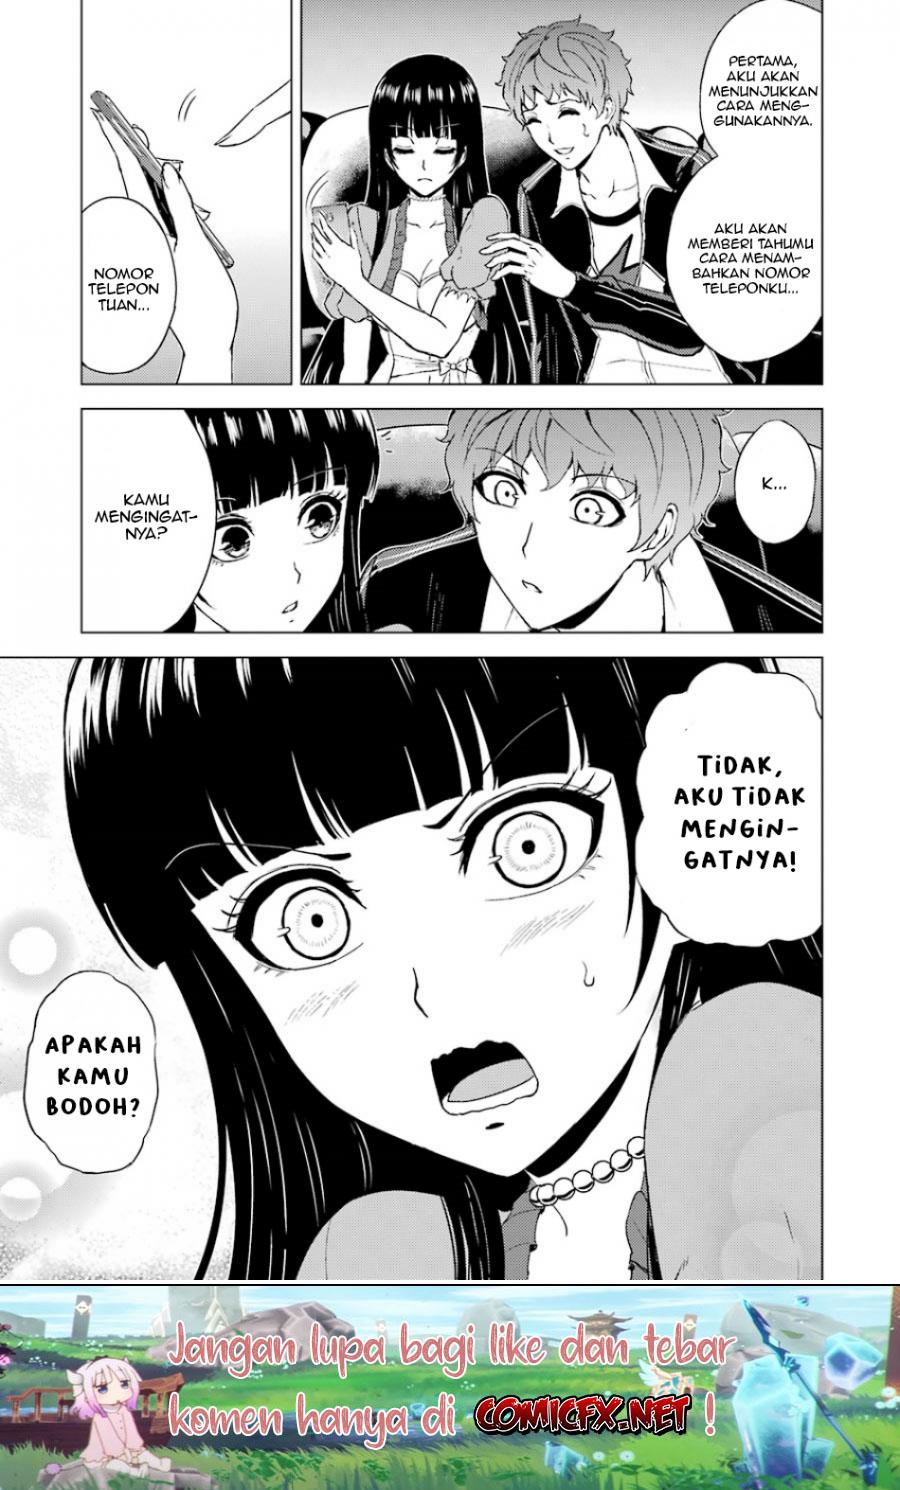 PERTAMA,
AKU AKAN
MENUNJUKKAN
CARA MENG-
GUNAKANNYA.
AKU AKAN
MEMBERI TAHUMU
CARA MENAM-
BAHKAN NOMOR
TELEPONKU...
NOMOR
TELEPON
TUAN...
K...
KAMU
MENGINGAT-
NYA?
TIDAK,
AKU TIDAK
MENGIN-
GATNYA!
APAKAH
KAMU
BODOH?
Jangan lupa bagi like dan tebar
komen hanya di COMICFX.NET !